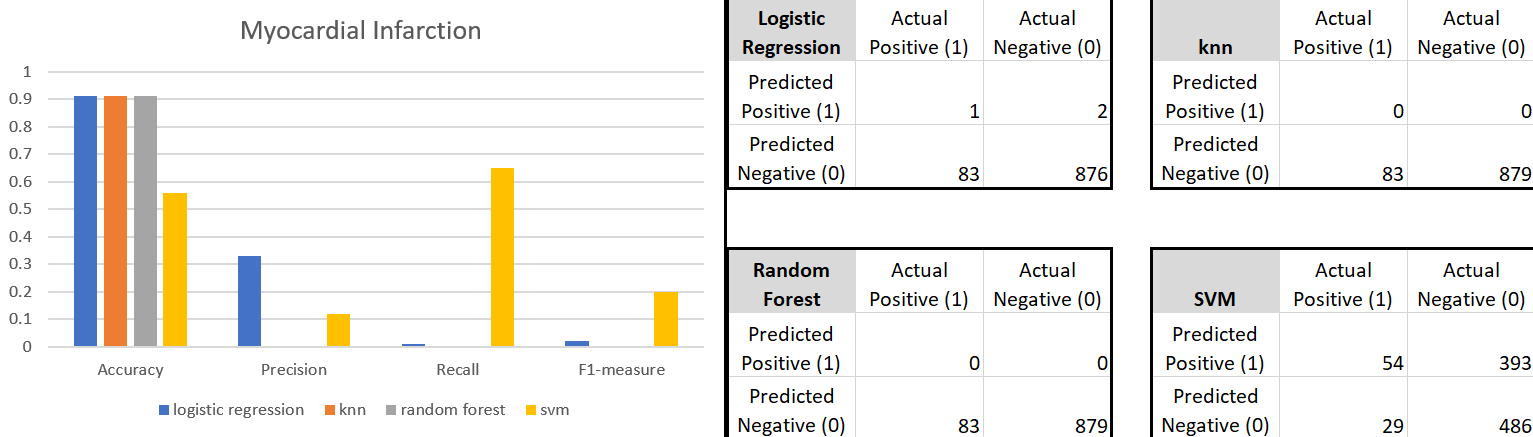 Myocardial Infarction
1
0.9
0.8
0.7
0.6
0.5
0.4
0.3
0.2
0.1
0
Accuracy Precision Recall F1-measure
logistic regression knn random forest svm
Logistic Actual Actual
Regression Positive (1) Negative (0)
Predicted
Positive (1) 1 2
Predicted
Negative (0) 83 876
Actual Actual
knn Positive (1) Negative (0)
Predicted
Positive (1) 0 0
Predicted
Negative (0) 83 879
Random Actual Actual
Forest Positive (1) Negative (0)
Predicted
Positive (1) 0 0
Predicted
Negative (0) 83 879
Actual Actual
SVM Positive (1) Negative (0)
Predicted
Positive (1) 54 393
Predicted
Negative (0) 29 486